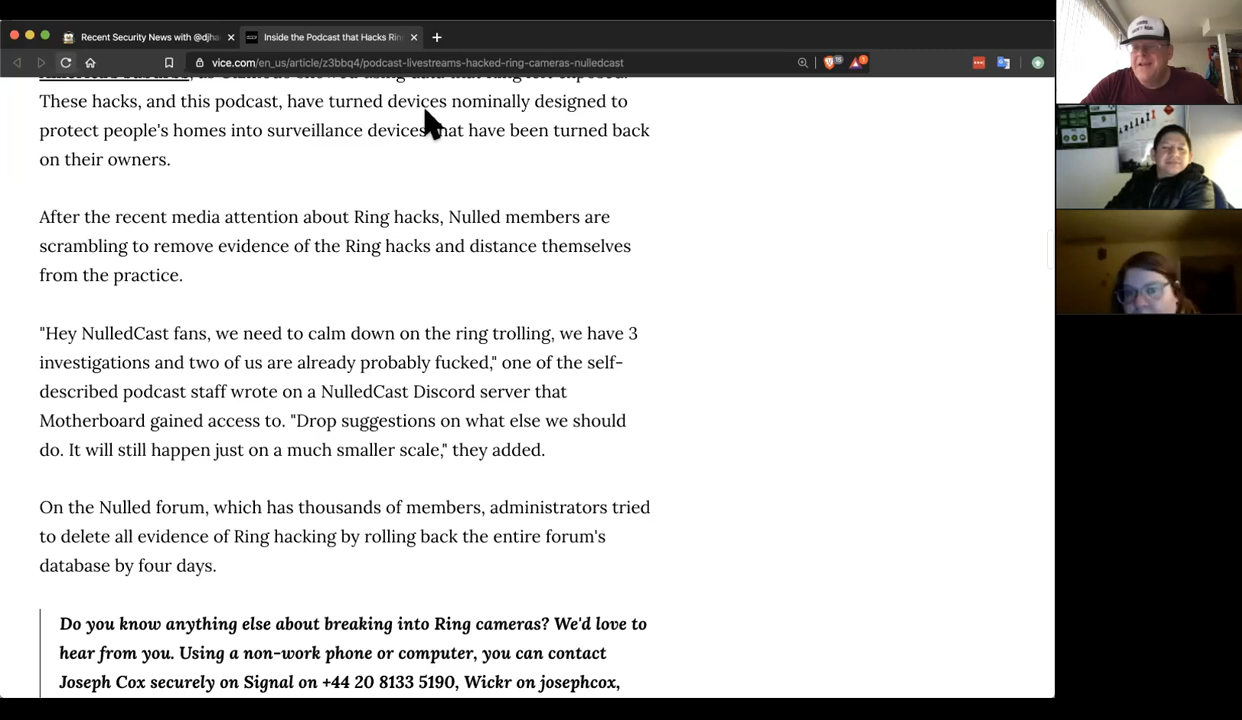 Recent Security News with @djha
Inside the Podcast that Hacks Rin
vice.com/en_us/article/z3bbq4/podcast-livestreams-hacked-ring-cameras-nulledcast
These hacks, and this podcast, have turned devices nominally designed to
protect people's homes into surveillance devices that have been turned back
on their owners.
After the recent media attention about Ring hacks, Nulled members are
scrambling to remove evidence of the Ring hacks and distance themselves
from the practice.
"Hey NulledCast fans, we need to calm down on the ring trolling, we have 3
investigations and two of us are already probably fucked," one of the self-
described podcast staff wrote on a NulledCast Discord server that
Motherboard gained access to. "Drop suggestions on what else we should
do. It will still happen just on a much smaller scale," they added.
On the Nulled forum, which has thousands of members, administrators tried
to delete all evidence of Ring hacking by rolling back the entire forum's
database by four days.
Do you know anything else about breaking into Ring cameras? We'd love to
hear from you. Using a non-work phone or computer, you can contact
Joseph Cox securely on Signal on +44 20 8133 5190, Wickr on josephcox,